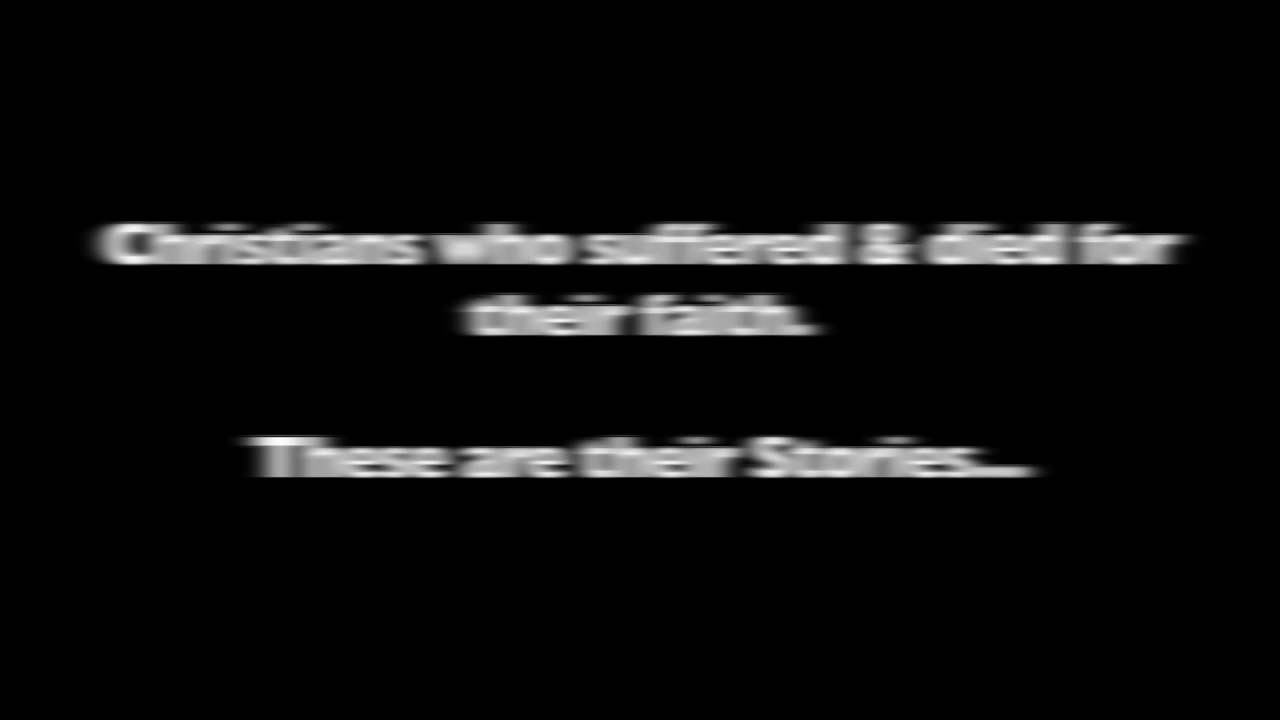 Christians who suffered & died for
their faith.
These are their Stories...